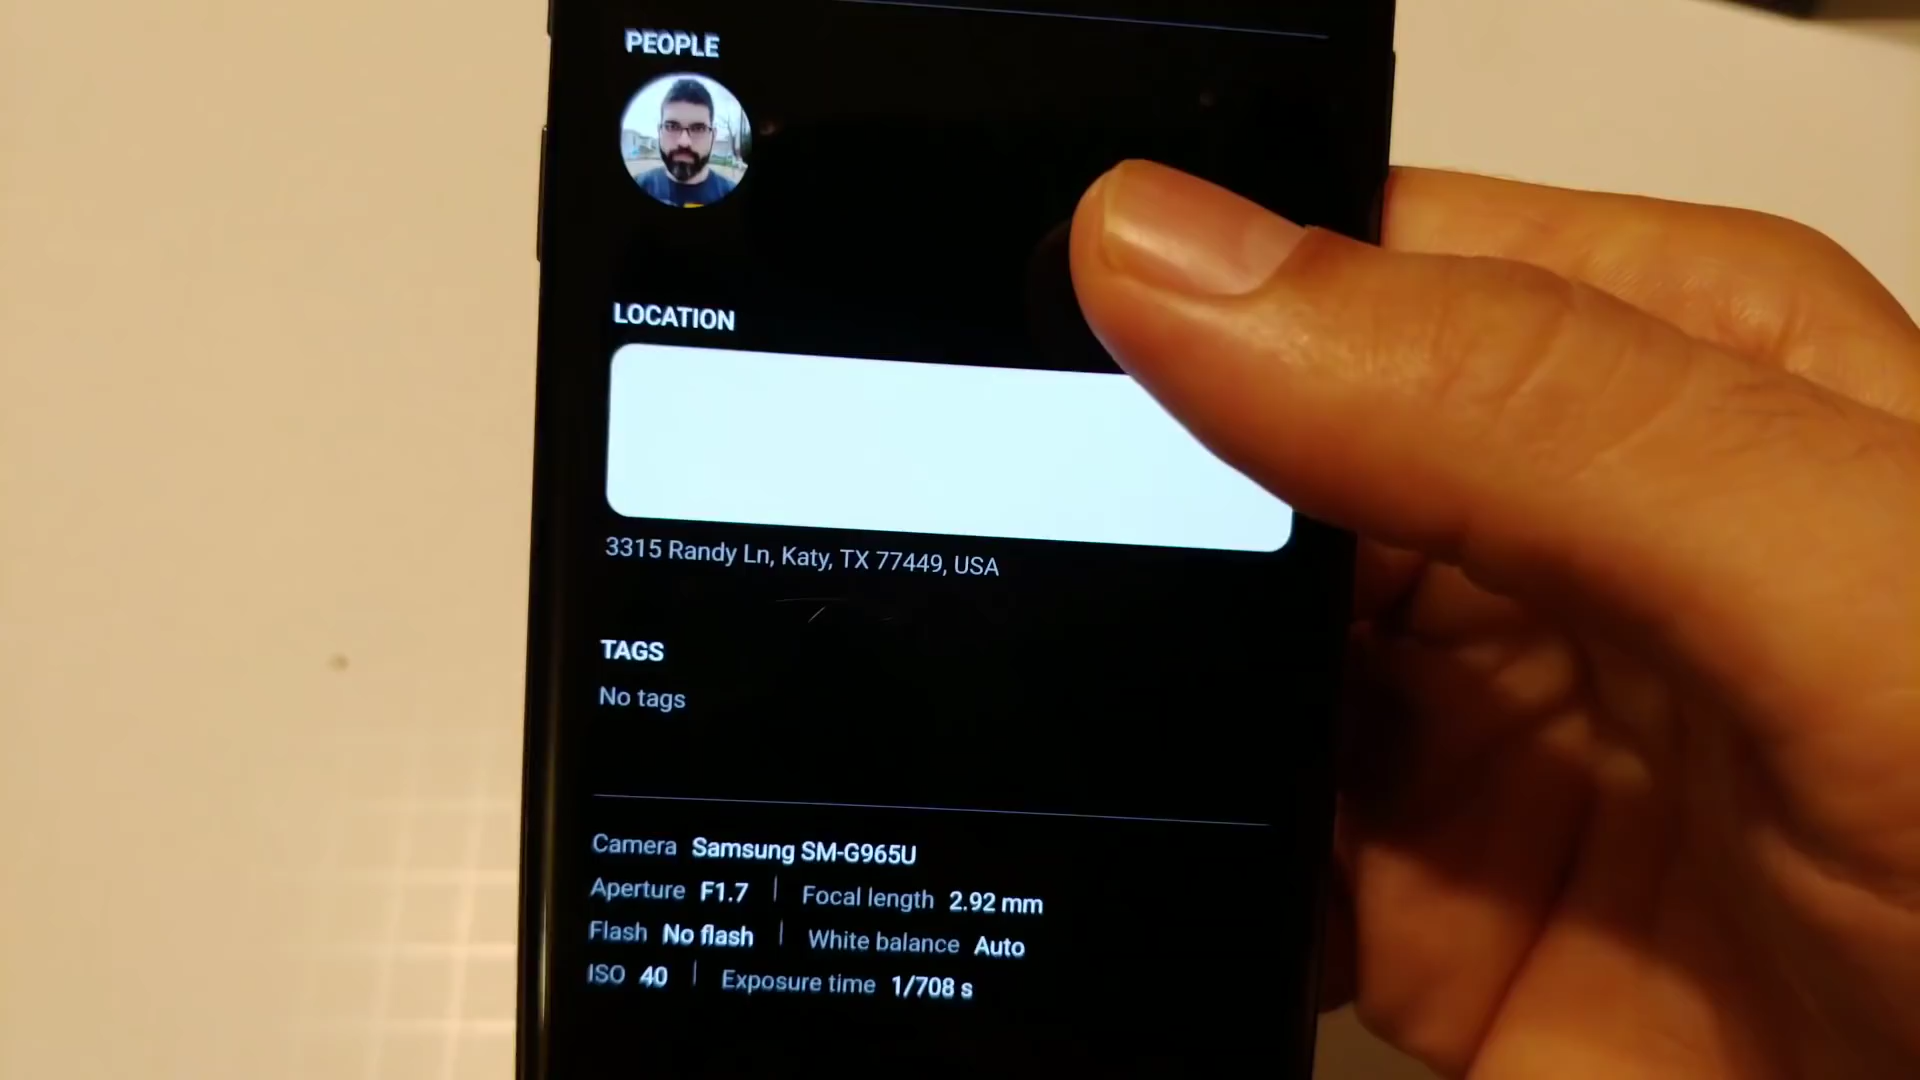 PEOPLE
LOCATION
3315 Randy Ln, Katy, TX 77449, USA
TAGS
No tags
Camera Samsung SM-G965U
Aperture F1.7 | Focal length 2.92 mm
Flash No flash | White balance Auto
ISO 40 | Exposure time 1/708 s